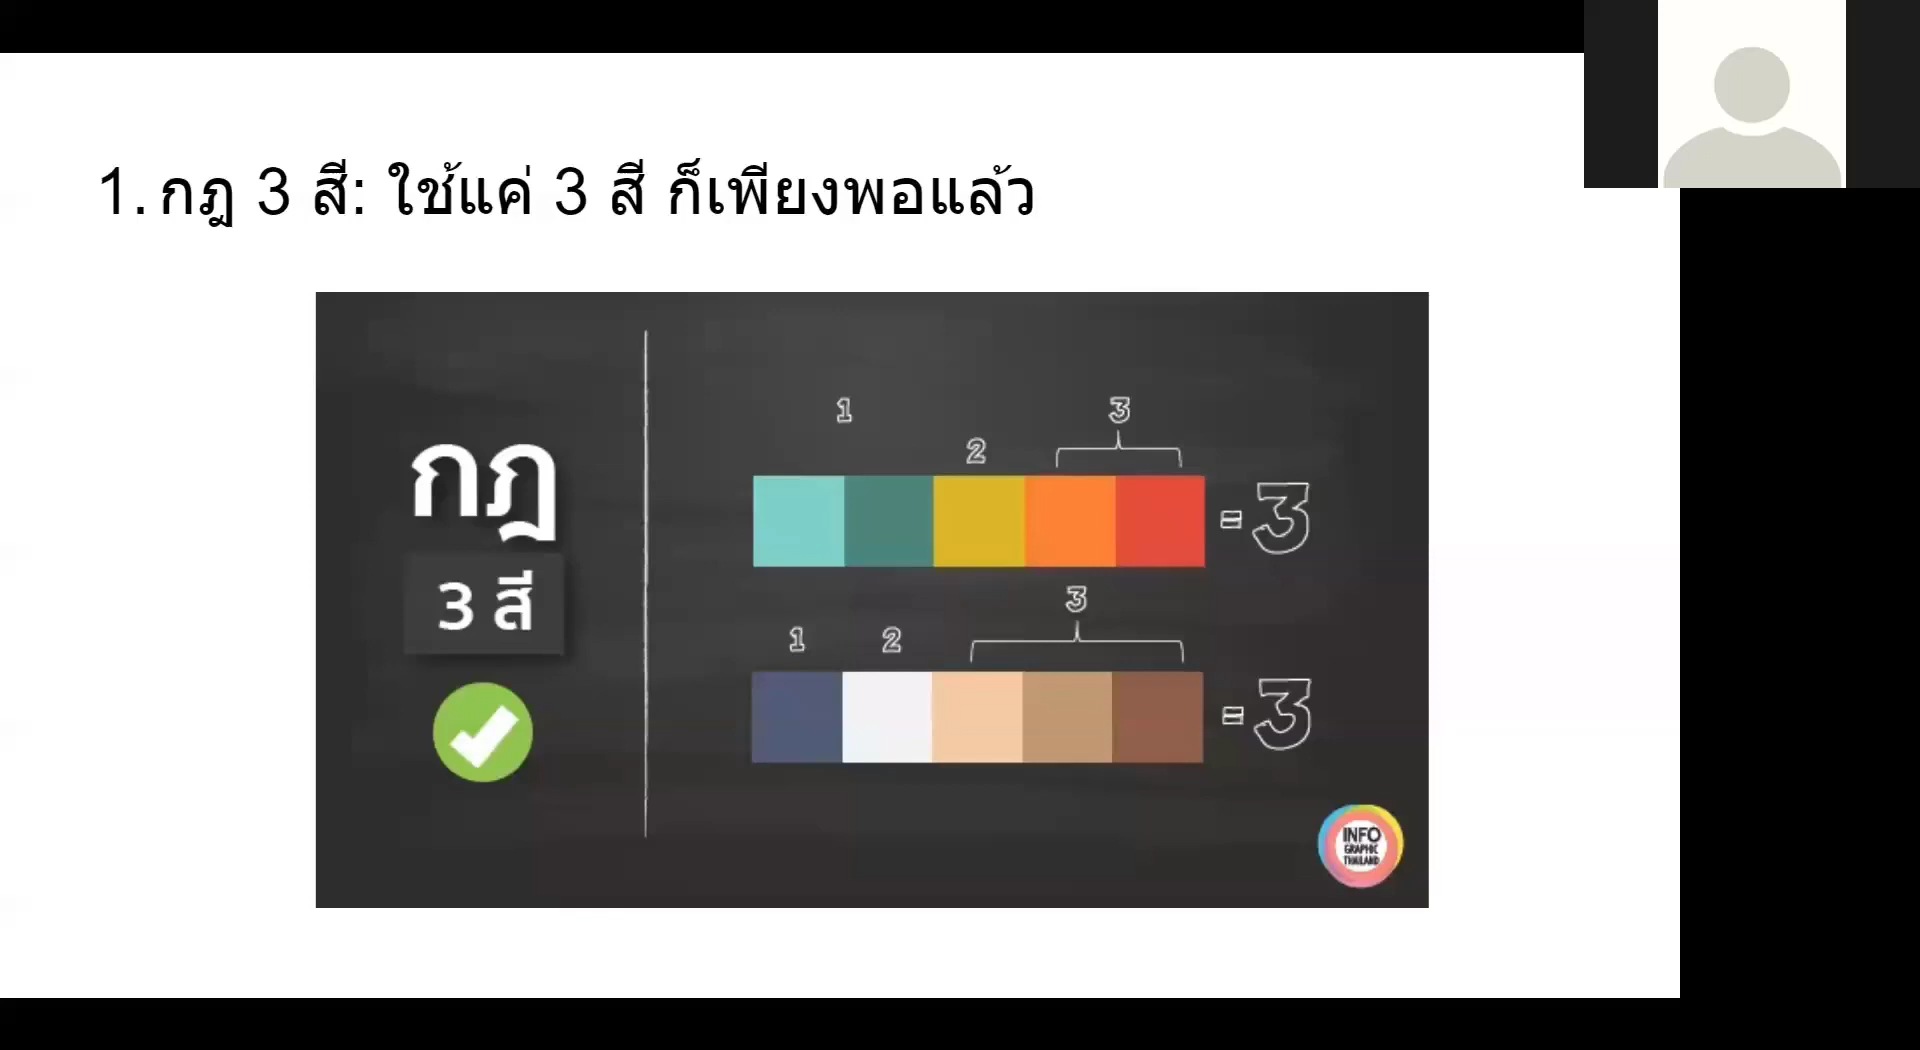 1. กฎ 3 สี: ใช้แค่ 3 สี ก็เพียงพอแล้ว
กฎ
3 สี
1
2
3
= 3
1
2
3
= 3
INFO
GRAPHIC
THAILAND